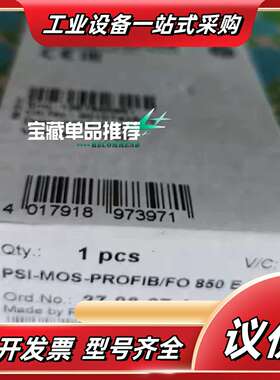 工业设备一站式采购
宝藏单品推荐
RECOMMEND
4 017918 973971
Qty.: 1 pcs
V/C:
PSI-MOS-PROFIB/FO 850 E
Ord.No.:
Made by
开发票 型号齐全
议价